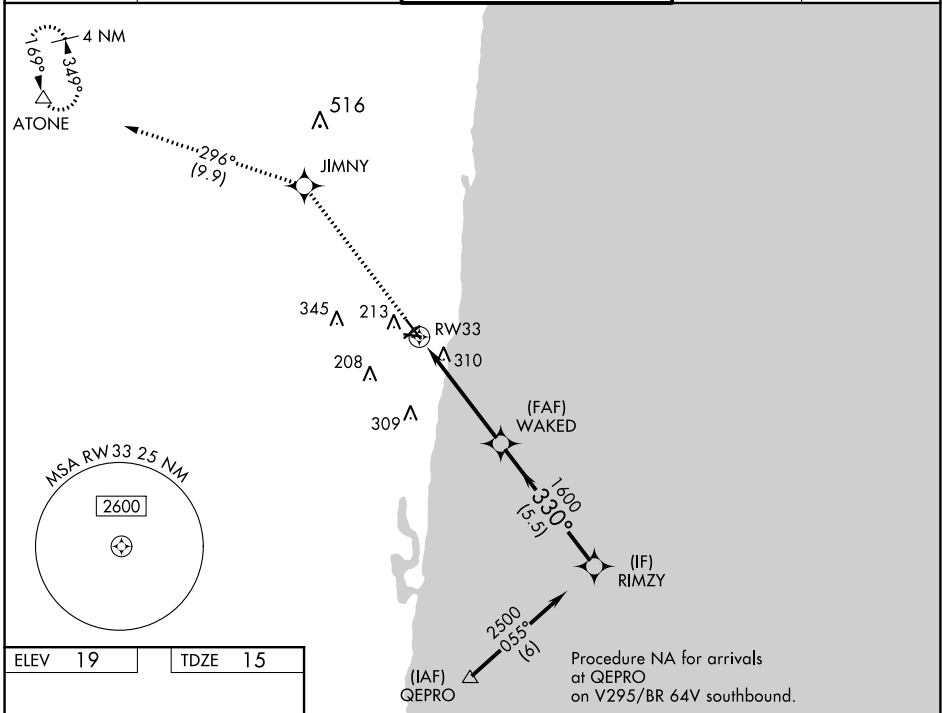 4 NM
169°
349°
ATONE
516
296°
(9.9)
JIMNY
345
213
RW33
310
208
309
(FAF)
WAKED
MSA RW33 25 NM
2600
1600
330°
(5.5)
(IF)
RIMZY
2500
055°
(6)
ELEV 19
TDZE 15
(IAF)
QEPRO
Procedure NA for arrivals
at QEPRO
on V295/BR 64V southbound.